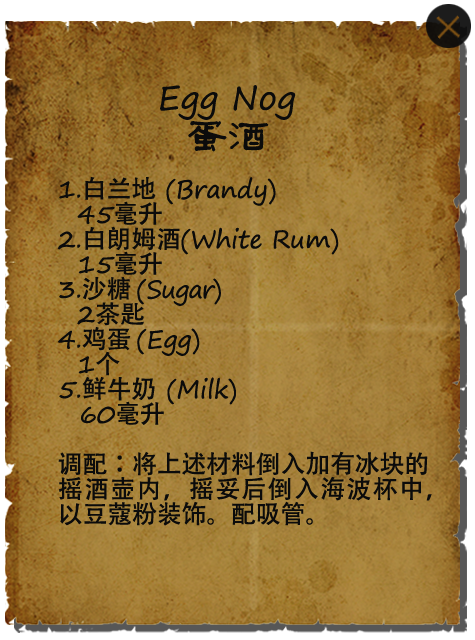 Egg Nog
蛋酒
1.白兰地 (Brandy)
45毫升
2.白朗姆酒(White Rum)
15毫升
3.沙糖(Sugar)
2茶匙
4.鸡蛋(Egg)
1个
5.鲜牛奶 (Milk)
60毫升
调配：将上述材料倒入加有冰块的
摇酒壶内，摇妥后倒入海波杯中，
以豆蔻粉装饰。配吸管。